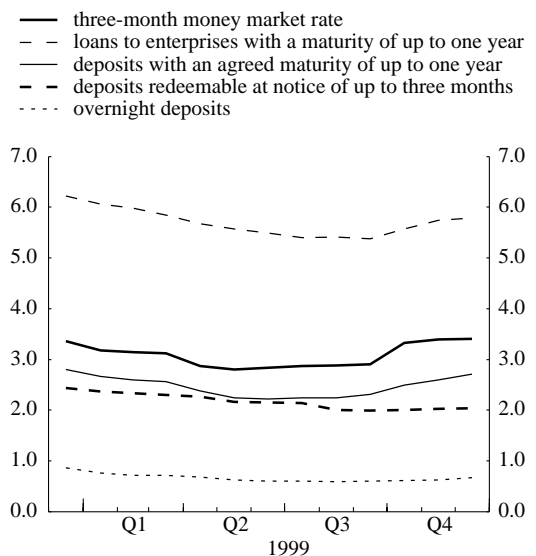 three-month money market rate
loans to enterprises with a maturity of up to one year
deposits with an agreed maturity of up to one year
deposits redeemable at notice of up to three months
overnight deposits
7.0 7.0
6.0 6.0
5.0 5.0
4.0 4.0
3.0 3.0
2.0 2.0
1.0 1.0
0.0 0.0
Q1 Q2 Q3 Q4
1999